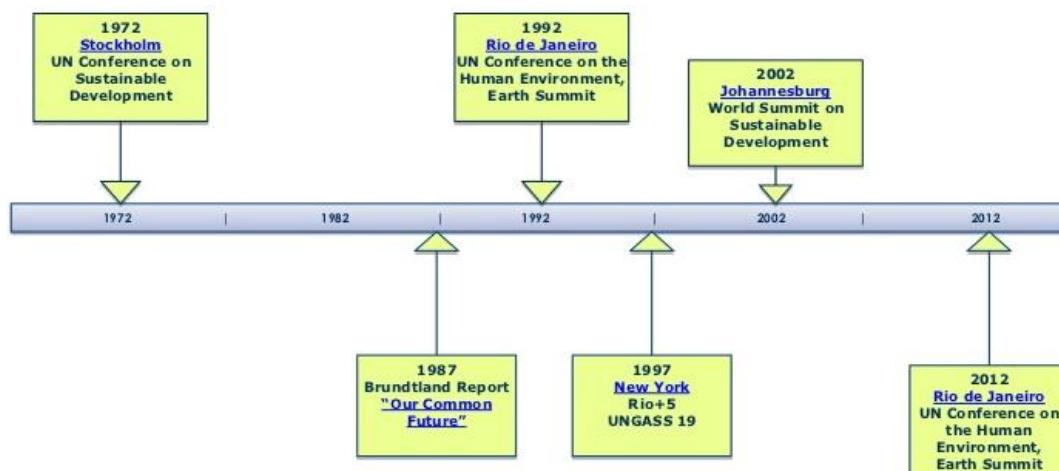 1972
Stockholm
UN Conference on
Sustainable
Development
1992
Rio de Janeiro
UN Conference on the
Human Environment,
Earth Summit
2002
Johannesburg
World Summit on
Sustainable
Development
1972 | 1982 | 1992 | 2002 | 2012
1987
Brundtland Report
"Our Common
Future"
1997
New York
Rio+5
UNGASS 19
2012
Rio de Janeiro
UN Conference on
the Human
Environment,
Earth Summit